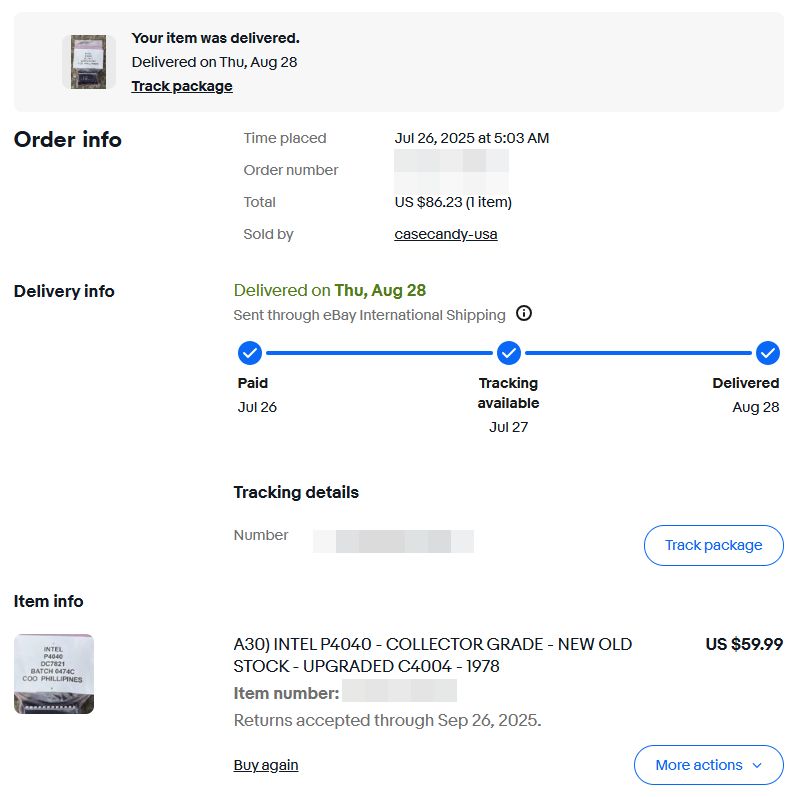 Your item was delivered.
Delivered on Thu, Aug 28
Track package
Order info
Time placed
Jul 26, 2025 at 5:03 AM
Order number
Total
US $86.23 (1 item)
Sold by
casecandy-usa
Delivery info
Delivered on Thu, Aug 28
Sent through eBay International Shipping
Paid
Jul 26
Tracking
available
Jul 27
Delivered
Aug 28
Tracking details
Number
Track package
Item info
INTEL
P4040
DC7821
BATCH 0474C
COO PHILLIPINES
A30) INTEL P4040 - COLLECTOR GRADE - NEW OLD
STOCK - UPGRADED C4004 - 1978
US $59.99
Item number:
Returns accepted through Sep 26, 2025.
Buy again
More actions